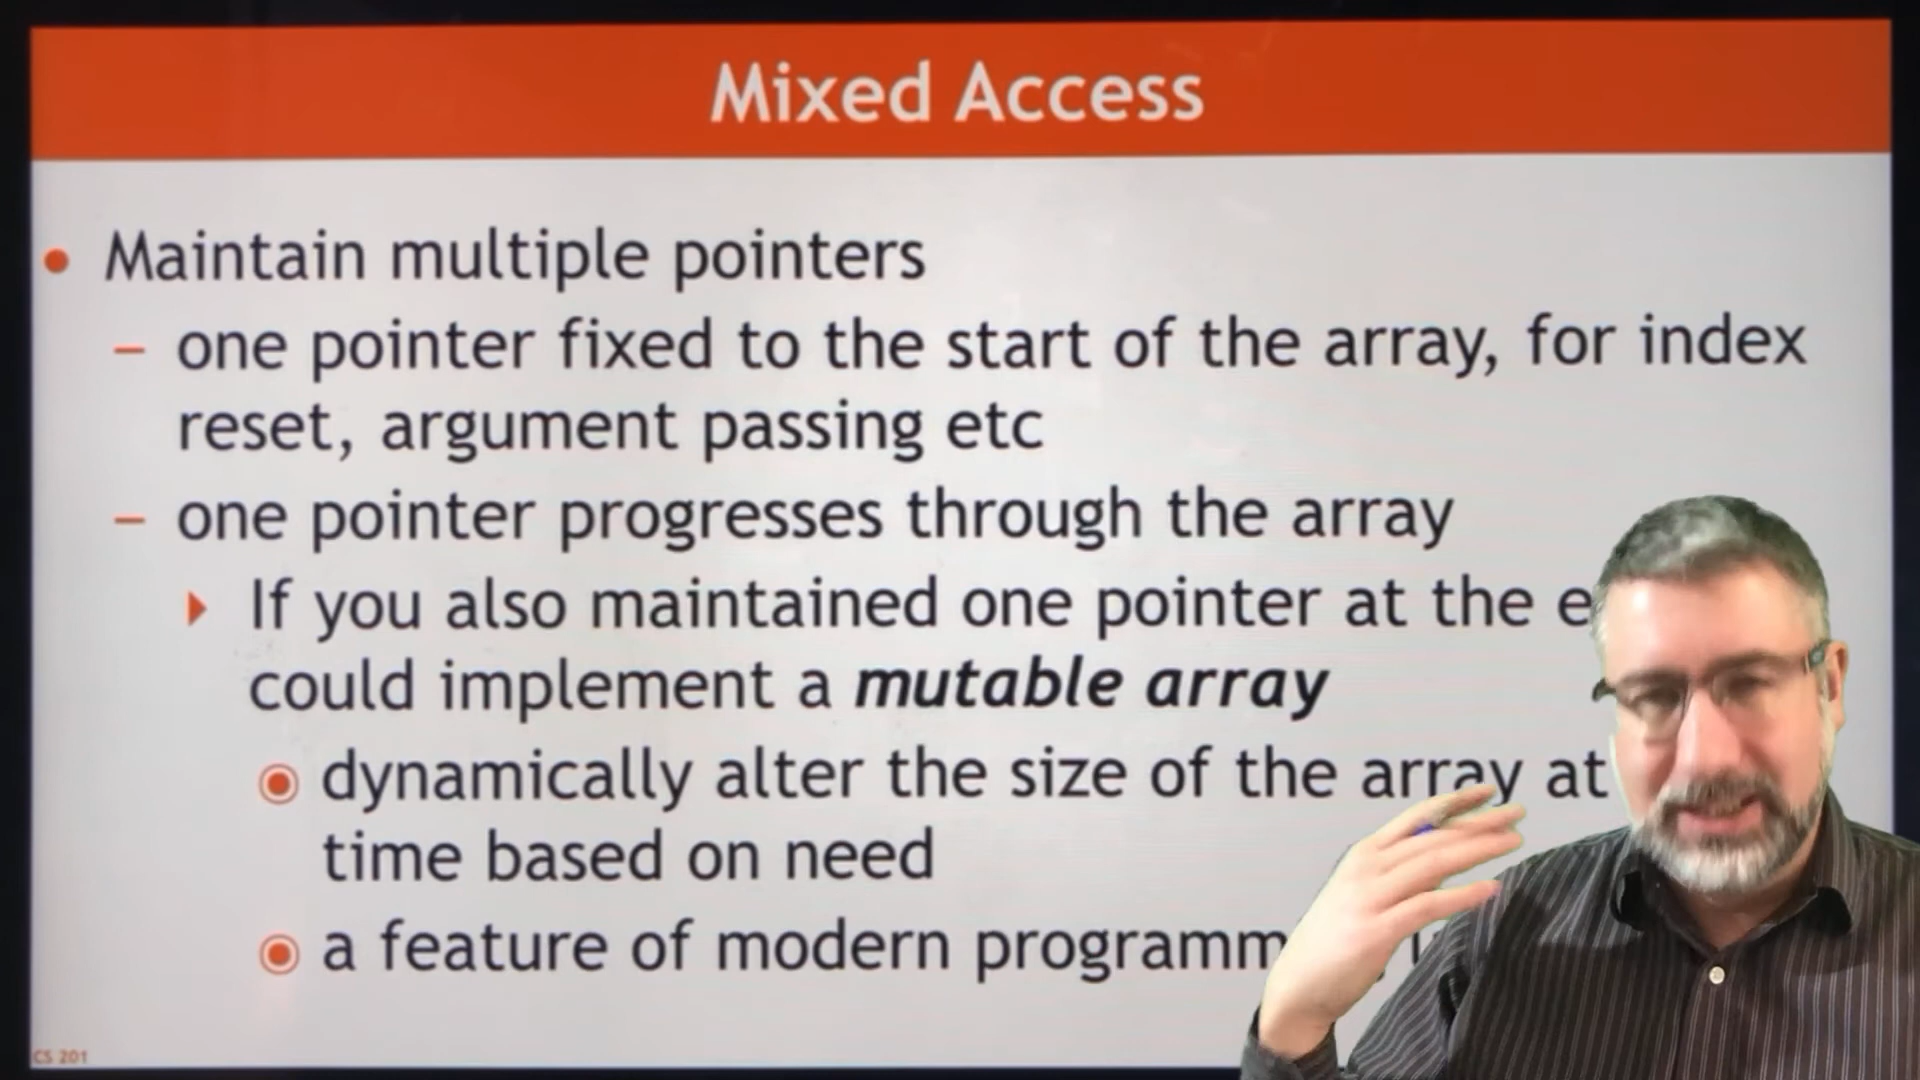 Mixed Access
• Maintain multiple pointers
– one pointer fixed to the start of the array, for index
reset, argument passing etc
– one pointer progresses through the array
If you also maintained one pointer at the
could implement a mutable array
dynamically alter the size of the array at
time based on need
a feature of modern
CS 201